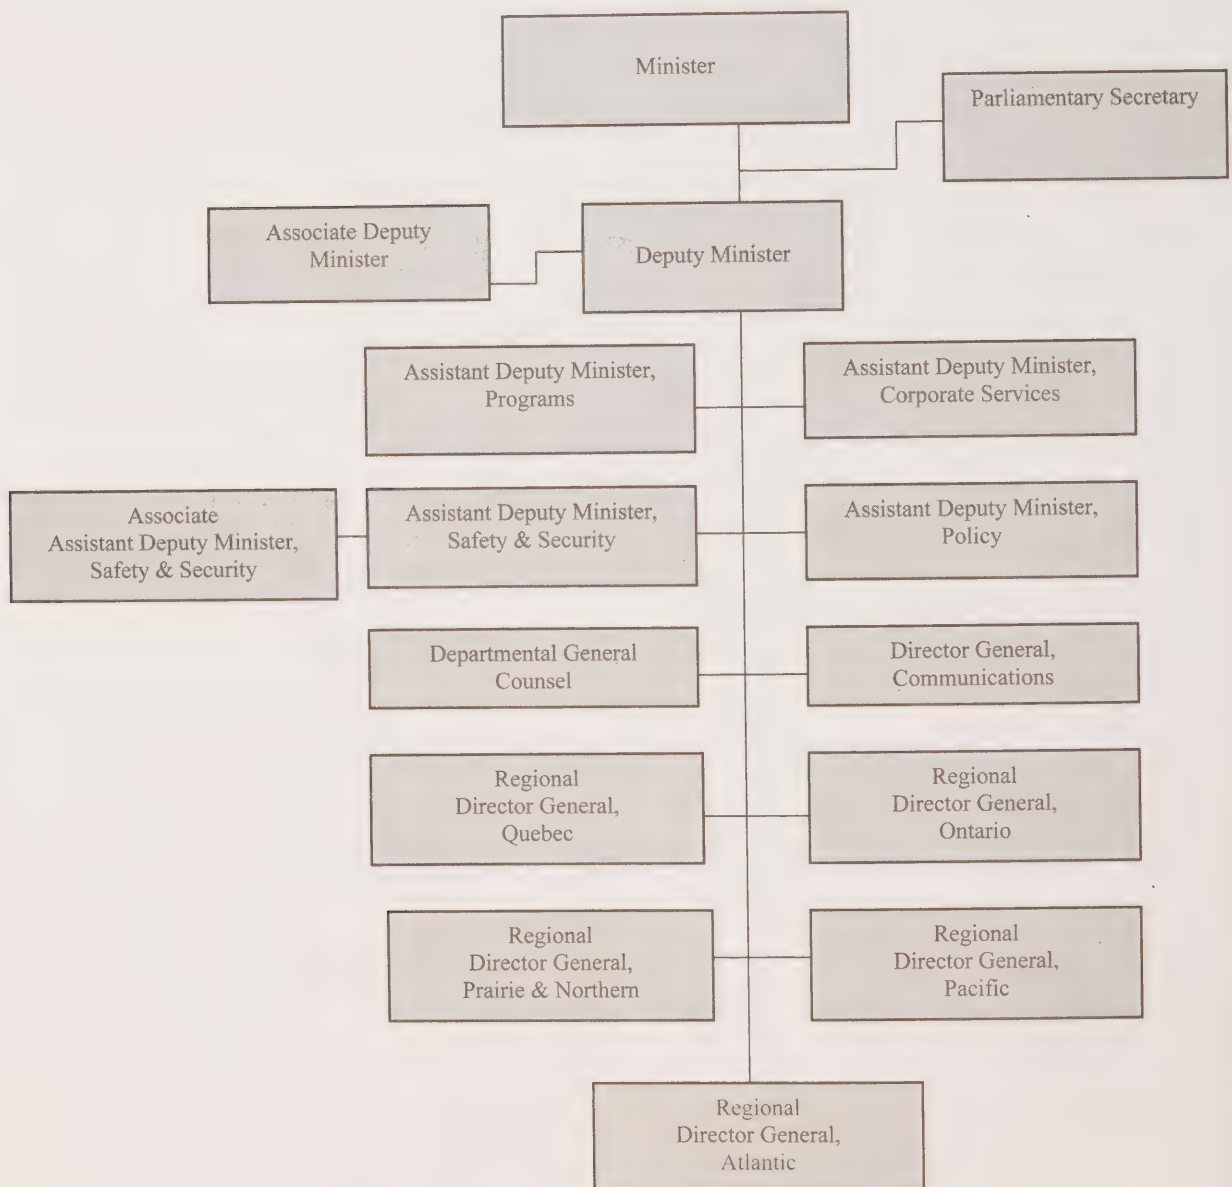 Minister
Parliamentary Secretary
Associate Deputy
Minister
Deputy Minister
Assistant Deputy Minister,
Programs
Assistant Deputy Minister,
Corporate Services
Associate
Assistant Deputy Minister,
Safety & Security
Assistant Deputy Minister,
Safety & Security
Assistant Deputy Minister,
Policy
Departmental General
Counsel
Director General,
Communications
Regional
Director General,
Quebec
Regional
Director General,
Ontario
Regional
Director General,
Prairie & Northern
Regional
Director General,
Pacific
Regional
Director General,
Atlantic